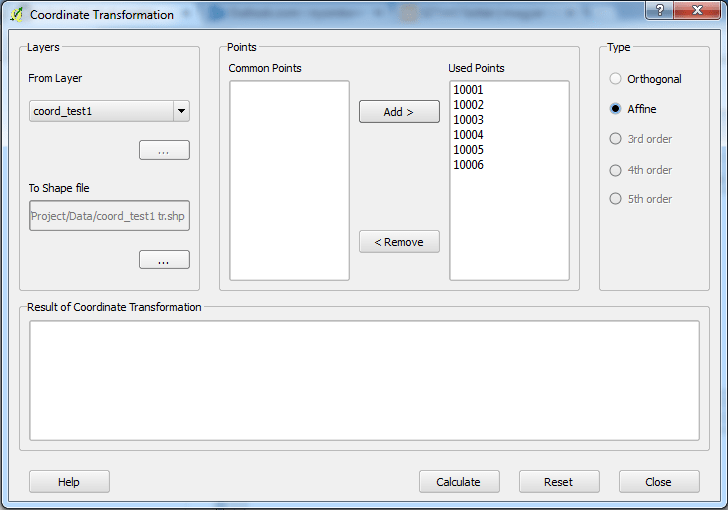 Coordinate Transformation
?
Layers
From Layer
coord_test1
...
To Shape file
Project/Data/coord_test1 tr.shp
...
Points
Common Points
Add >
< Remove
Used Points
10001
10002
10003
10004
10005
10006
Type
Orthogonal
Affine
3rd order
4th order
5th order
Result of Coordinate Transformation
Help
Calculate
Reset
Close